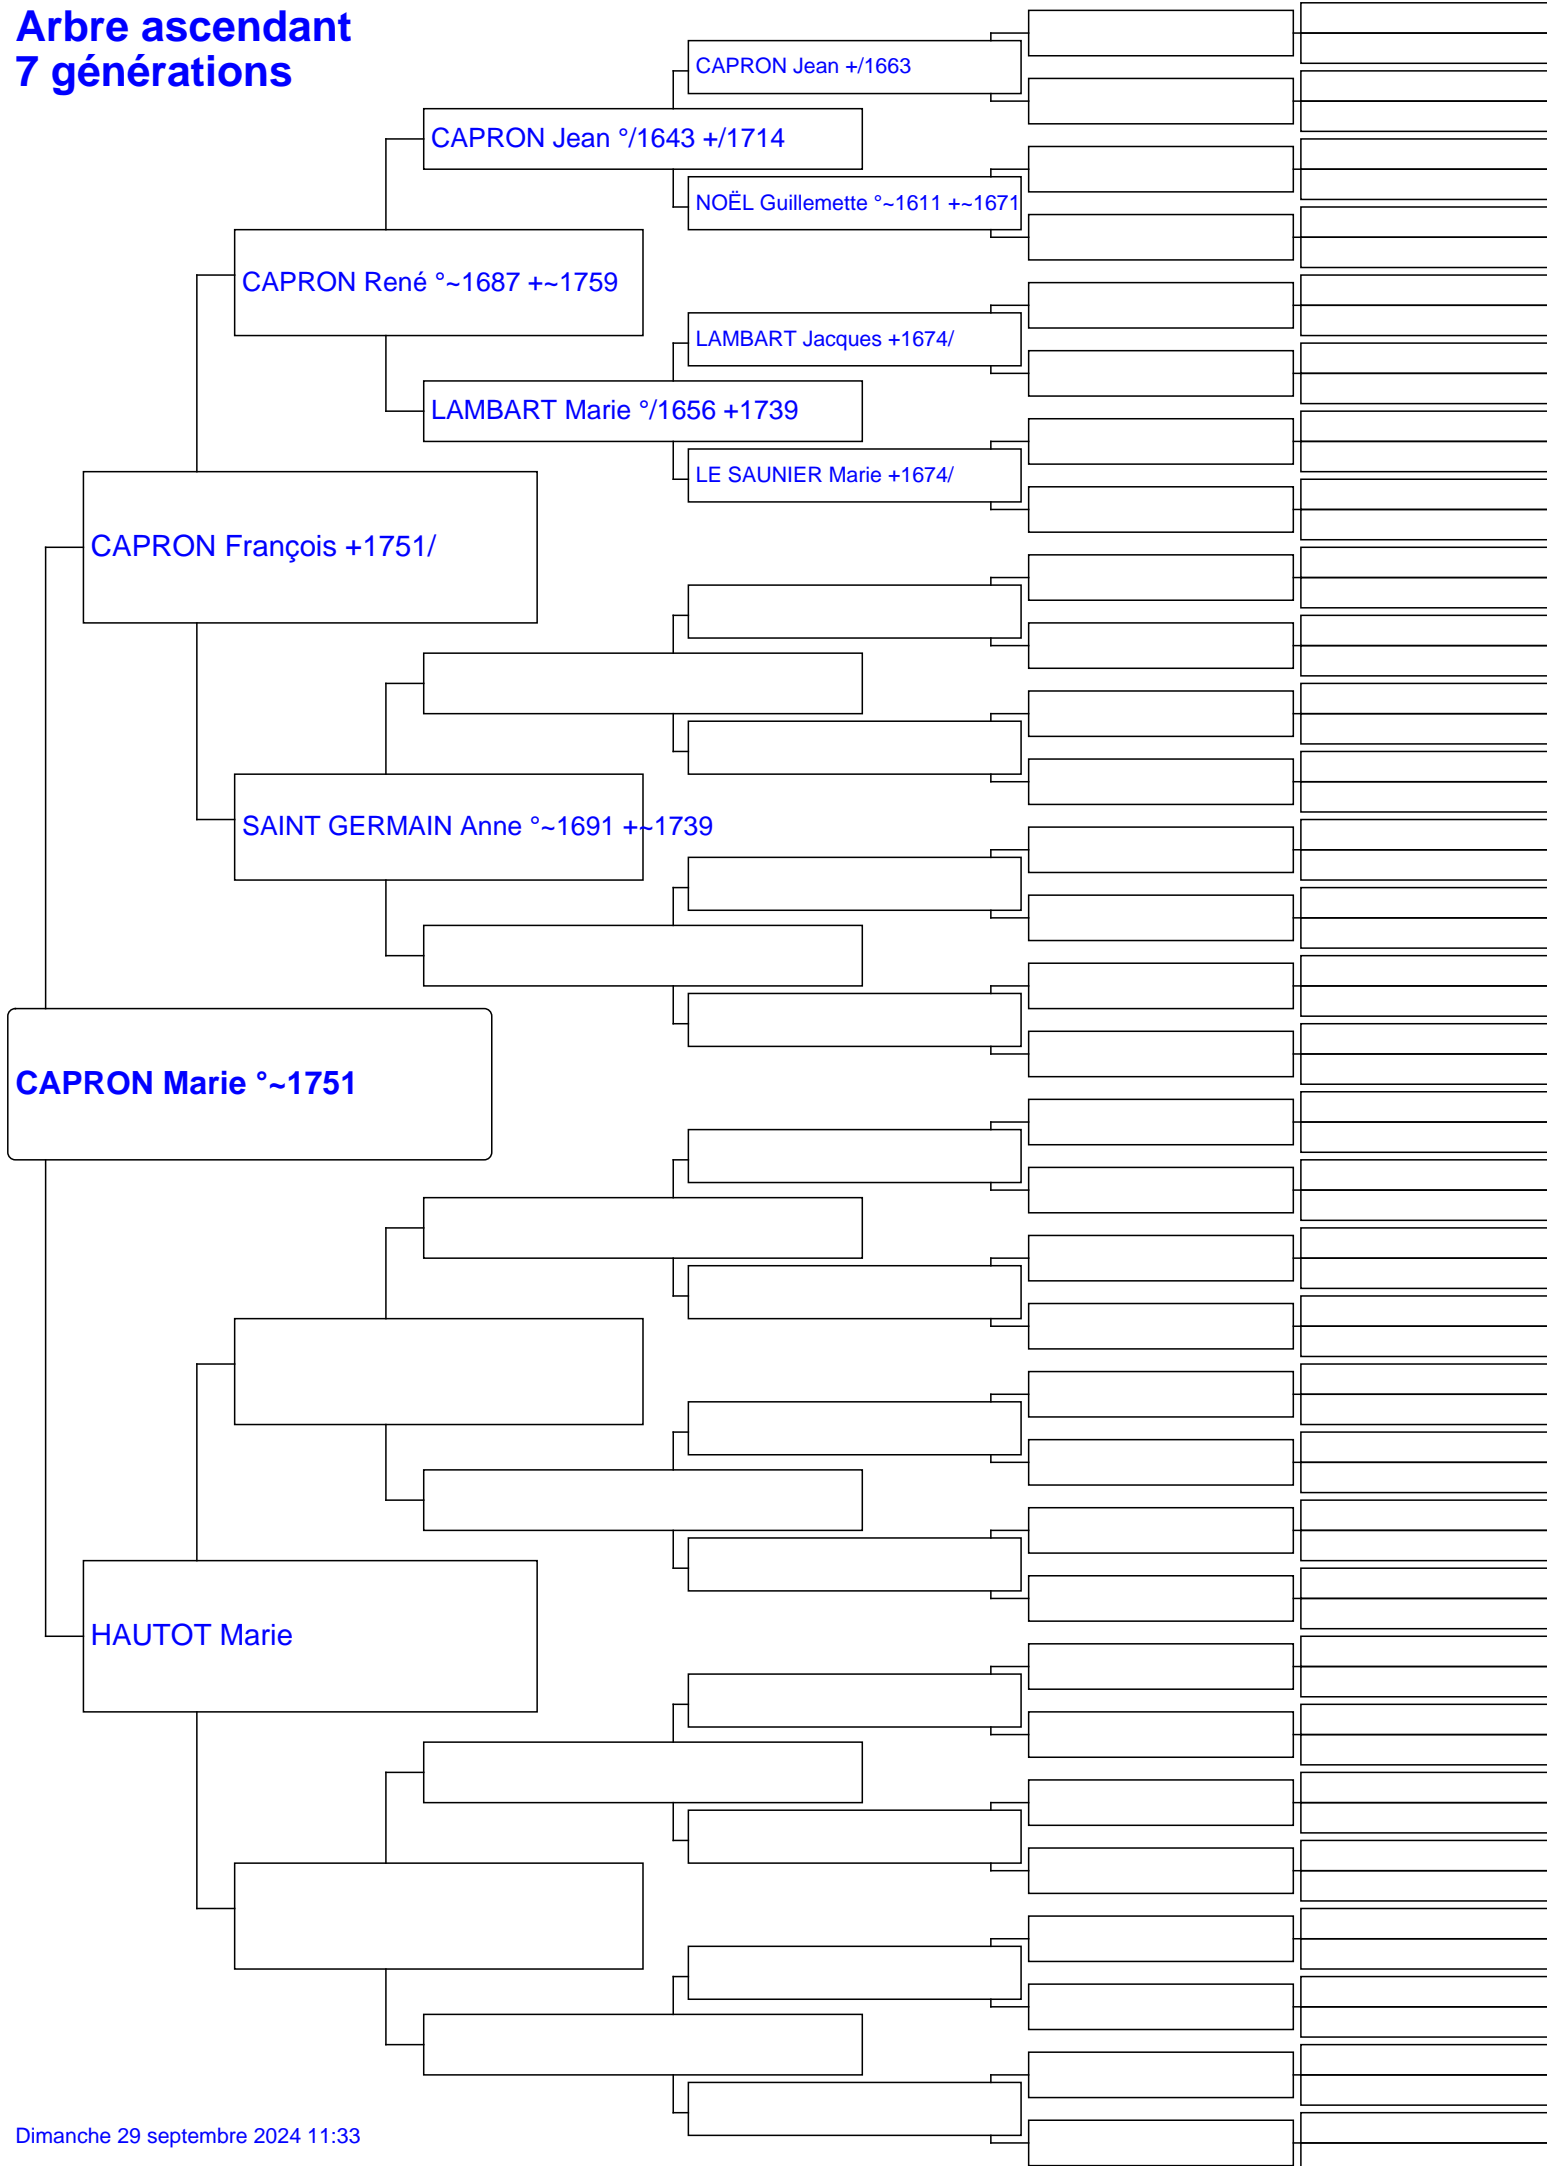 Arbre ascendant
7 générations
CAPRON Jean +/1663
CAPRON Jean °/1643 +/1714
NOËL Guillemette °~1611 +~1671
CAPRON René °~1687 +~1759
LAMBART Jacques +1674/
LAMBART Marie °/1656 +1739
LE SAUNIER Marie +1674/
CAPRON François +1751/
SAINT GERMAIN Anne °~1691 +~1739
CAPRON Marie °~1751
HAUTOT Marie
Dimanche 29 septembre 2024 11:33